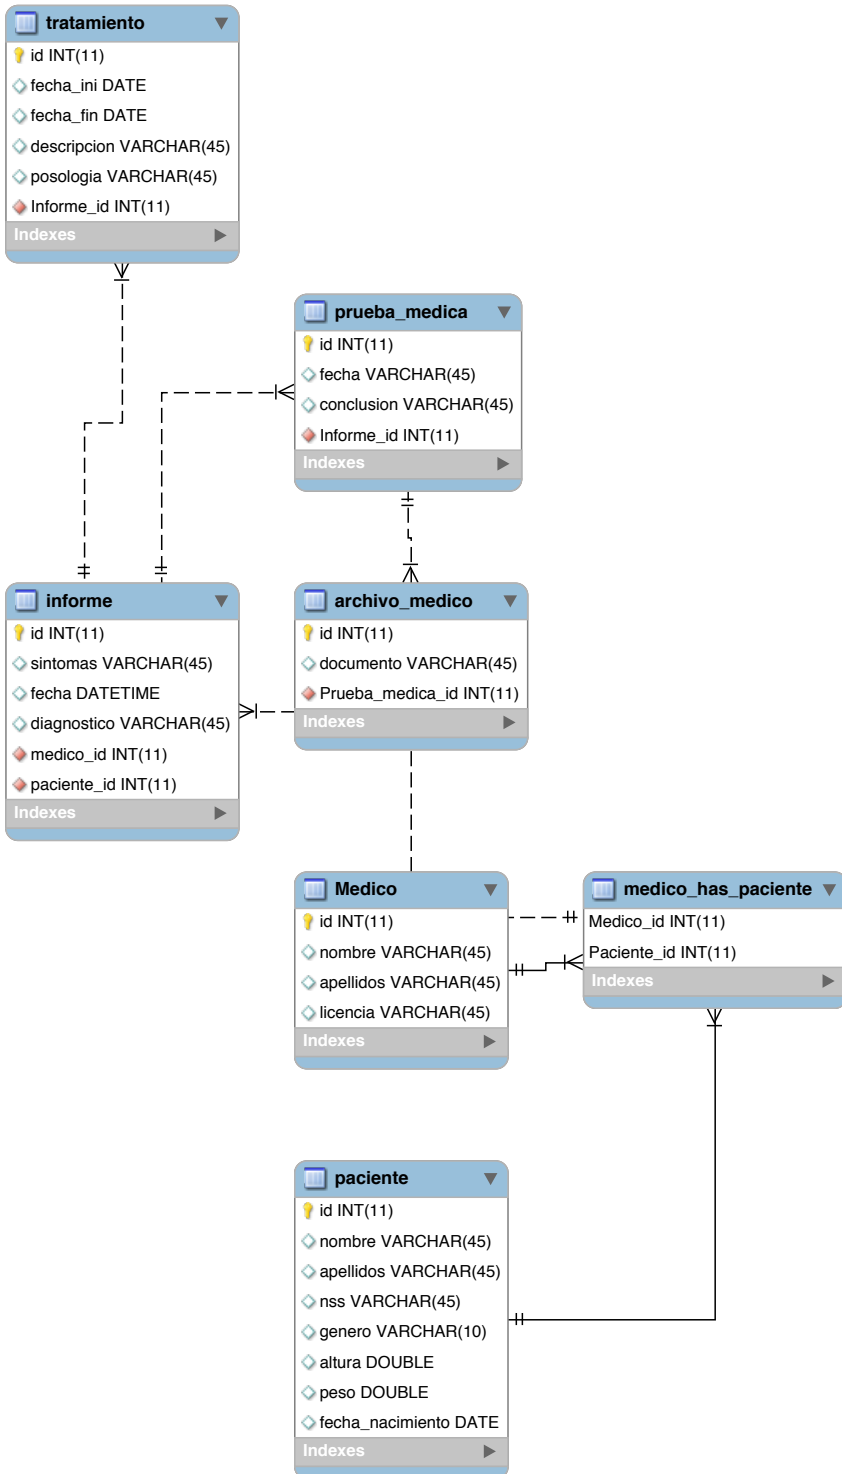 tratamiento
id INT(11)
fecha_ini DATE
fecha_fin DATE
descripcion VARCHAR(45)
posologia VARCHAR(45)
Informe_id INT(11)
Indexes
prueba_medica
id INT(11)
fecha VARCHAR(45)
conclusion VARCHAR(45)
Informe_id INT(11)
Indexes
informe
id INT(11)
sintomas VARCHAR(45)
fecha DATETIME
diagnostico VARCHAR(45)
medico_id INT(11)
paciente_id INT(11)
Indexes
archivo_medico
id INT(11)
documento VARCHAR(45)
Prueba_medica_id INT(11)
Indexes
Medico
id INT(11)
nombre VARCHAR(45)
apellidos VARCHAR(45)
licencia VARCHAR(45)
Indexes
medico_has_paciente
Medico_id INT(11)
Paciente_id INT(11)
Indexes
paciente
id INT(11)
nombre VARCHAR(45)
apellidos VARCHAR(45)
nss VARCHAR(45)
genero VARCHAR(10)
altura DOUBLE
peso DOUBLE
fecha_nacimiento DATE
Indexes